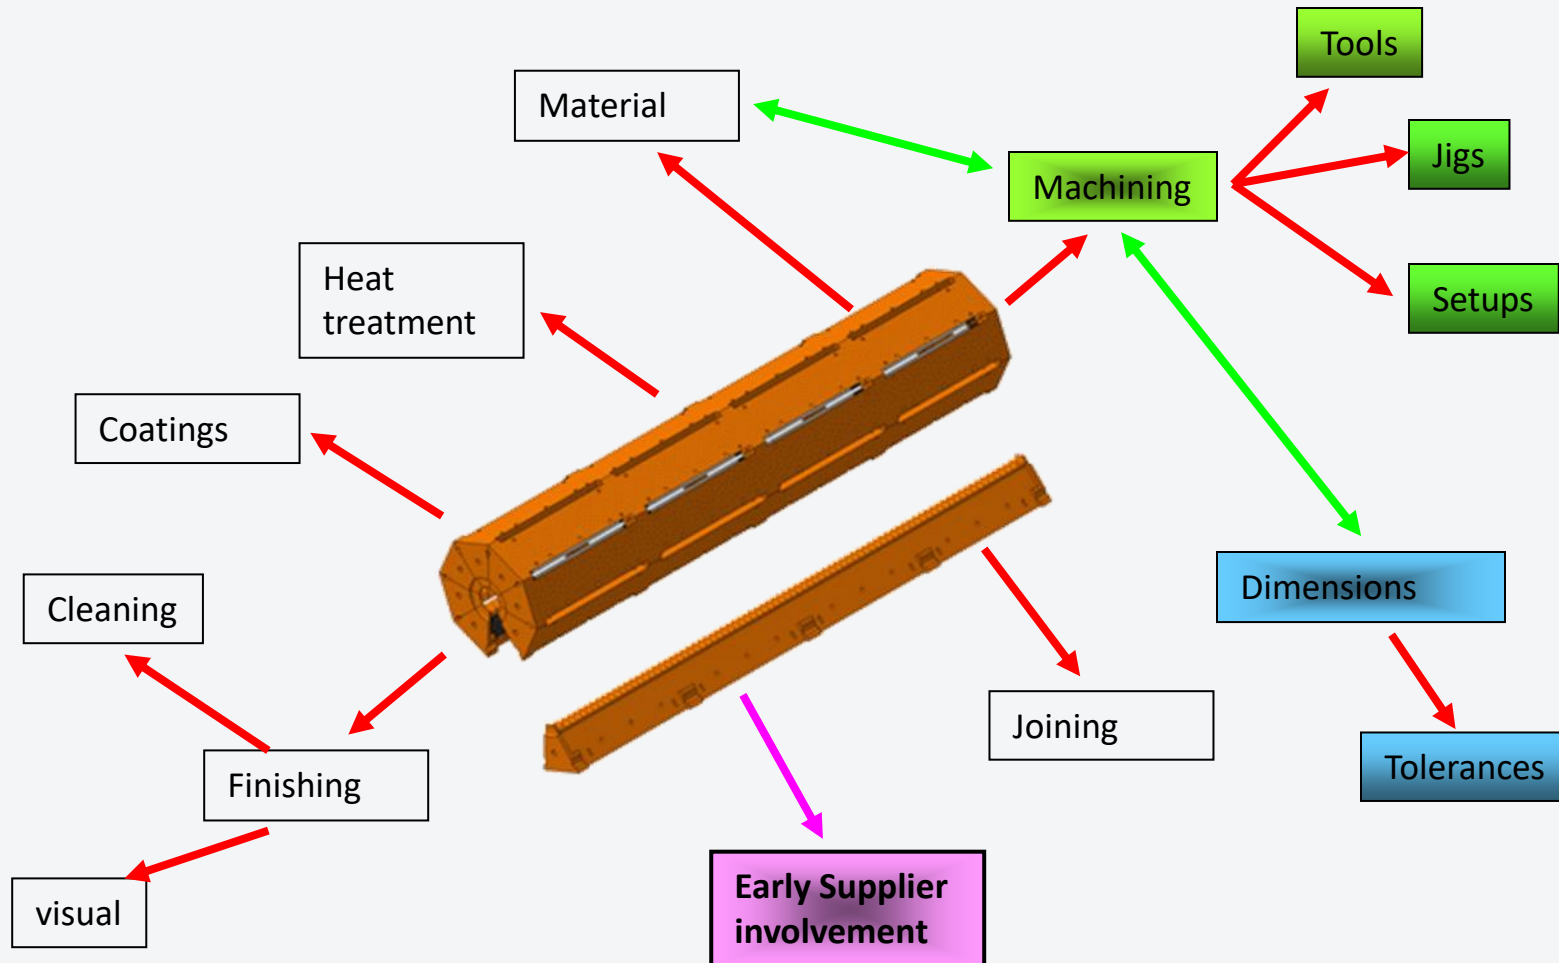 Tools
Material
Jigs
Machining
Heat
treatment
Setups
Coatings
Cleaning
Dimensions
Joining
Tolerances
Finishing
visual
Early Supplier
involvement